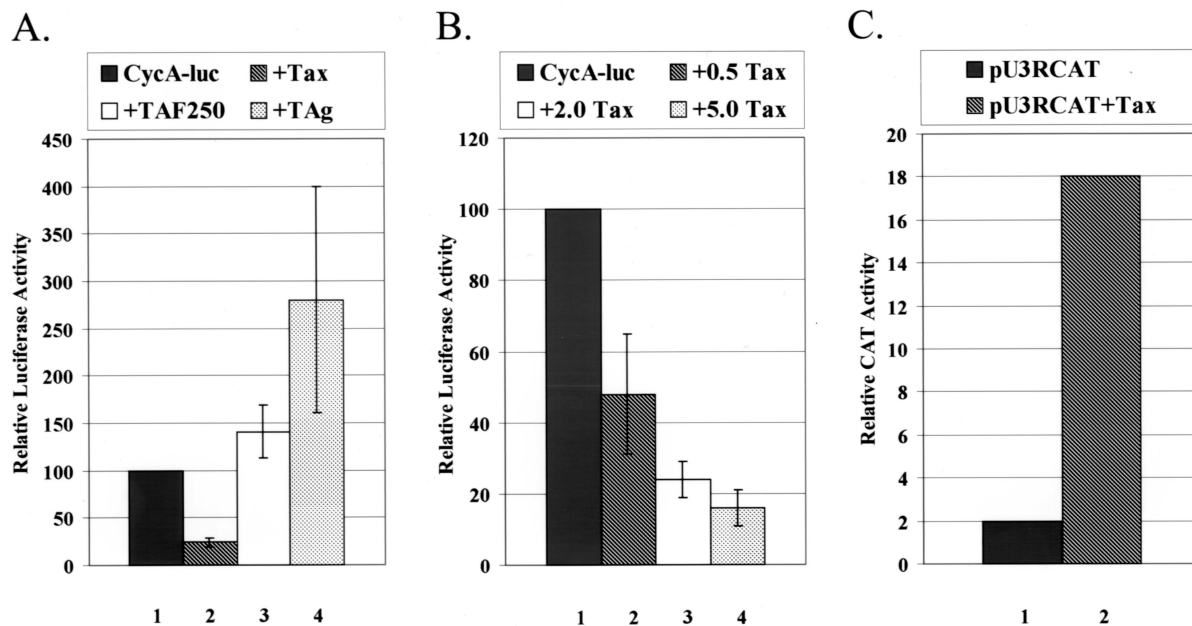 A.
CycA-luc +Tax
+TAF250 +TAg
Relative Luciferase Activity
450
400
350
300
250
200
150
100
50
0
1 2 3 4
B.
CycA-luc +0.5 Tax
+2.0 Tax +5.0 Tax
Relative Luciferase Activity
120
100
80
60
40
20
0
1 2 3 4
C.
pU3RCAT
pU3RCAT+Tax
Relative CAT Activity
20
18
16
14
12
10
8
6
4
2
0
1 2